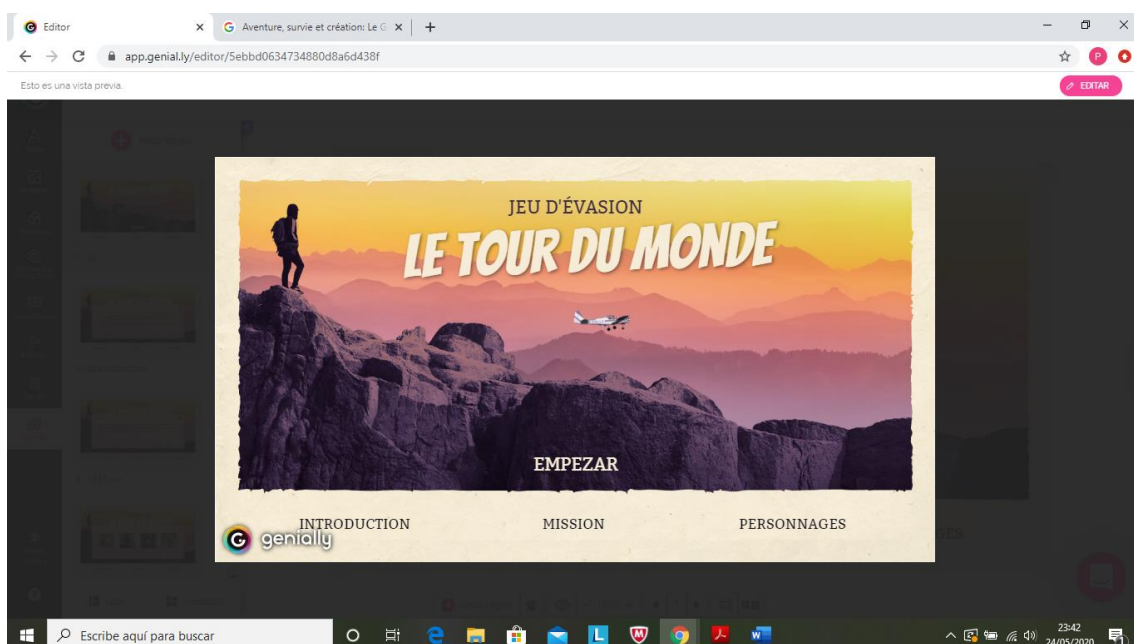 Editor
Aventure, survie et création: Le G
app.genial.ly/editor/5ebbd0634734880d8a6d438f
P
Esto es una vista previa.
EDITAR
JEU D'ÉVASION
LE TOUR DU MONDE
EMPEZAR
INTRODUCTION
MISSION
PERSONNAGES
G genially
Escribe aquí para buscar
23:42
24/05/2020